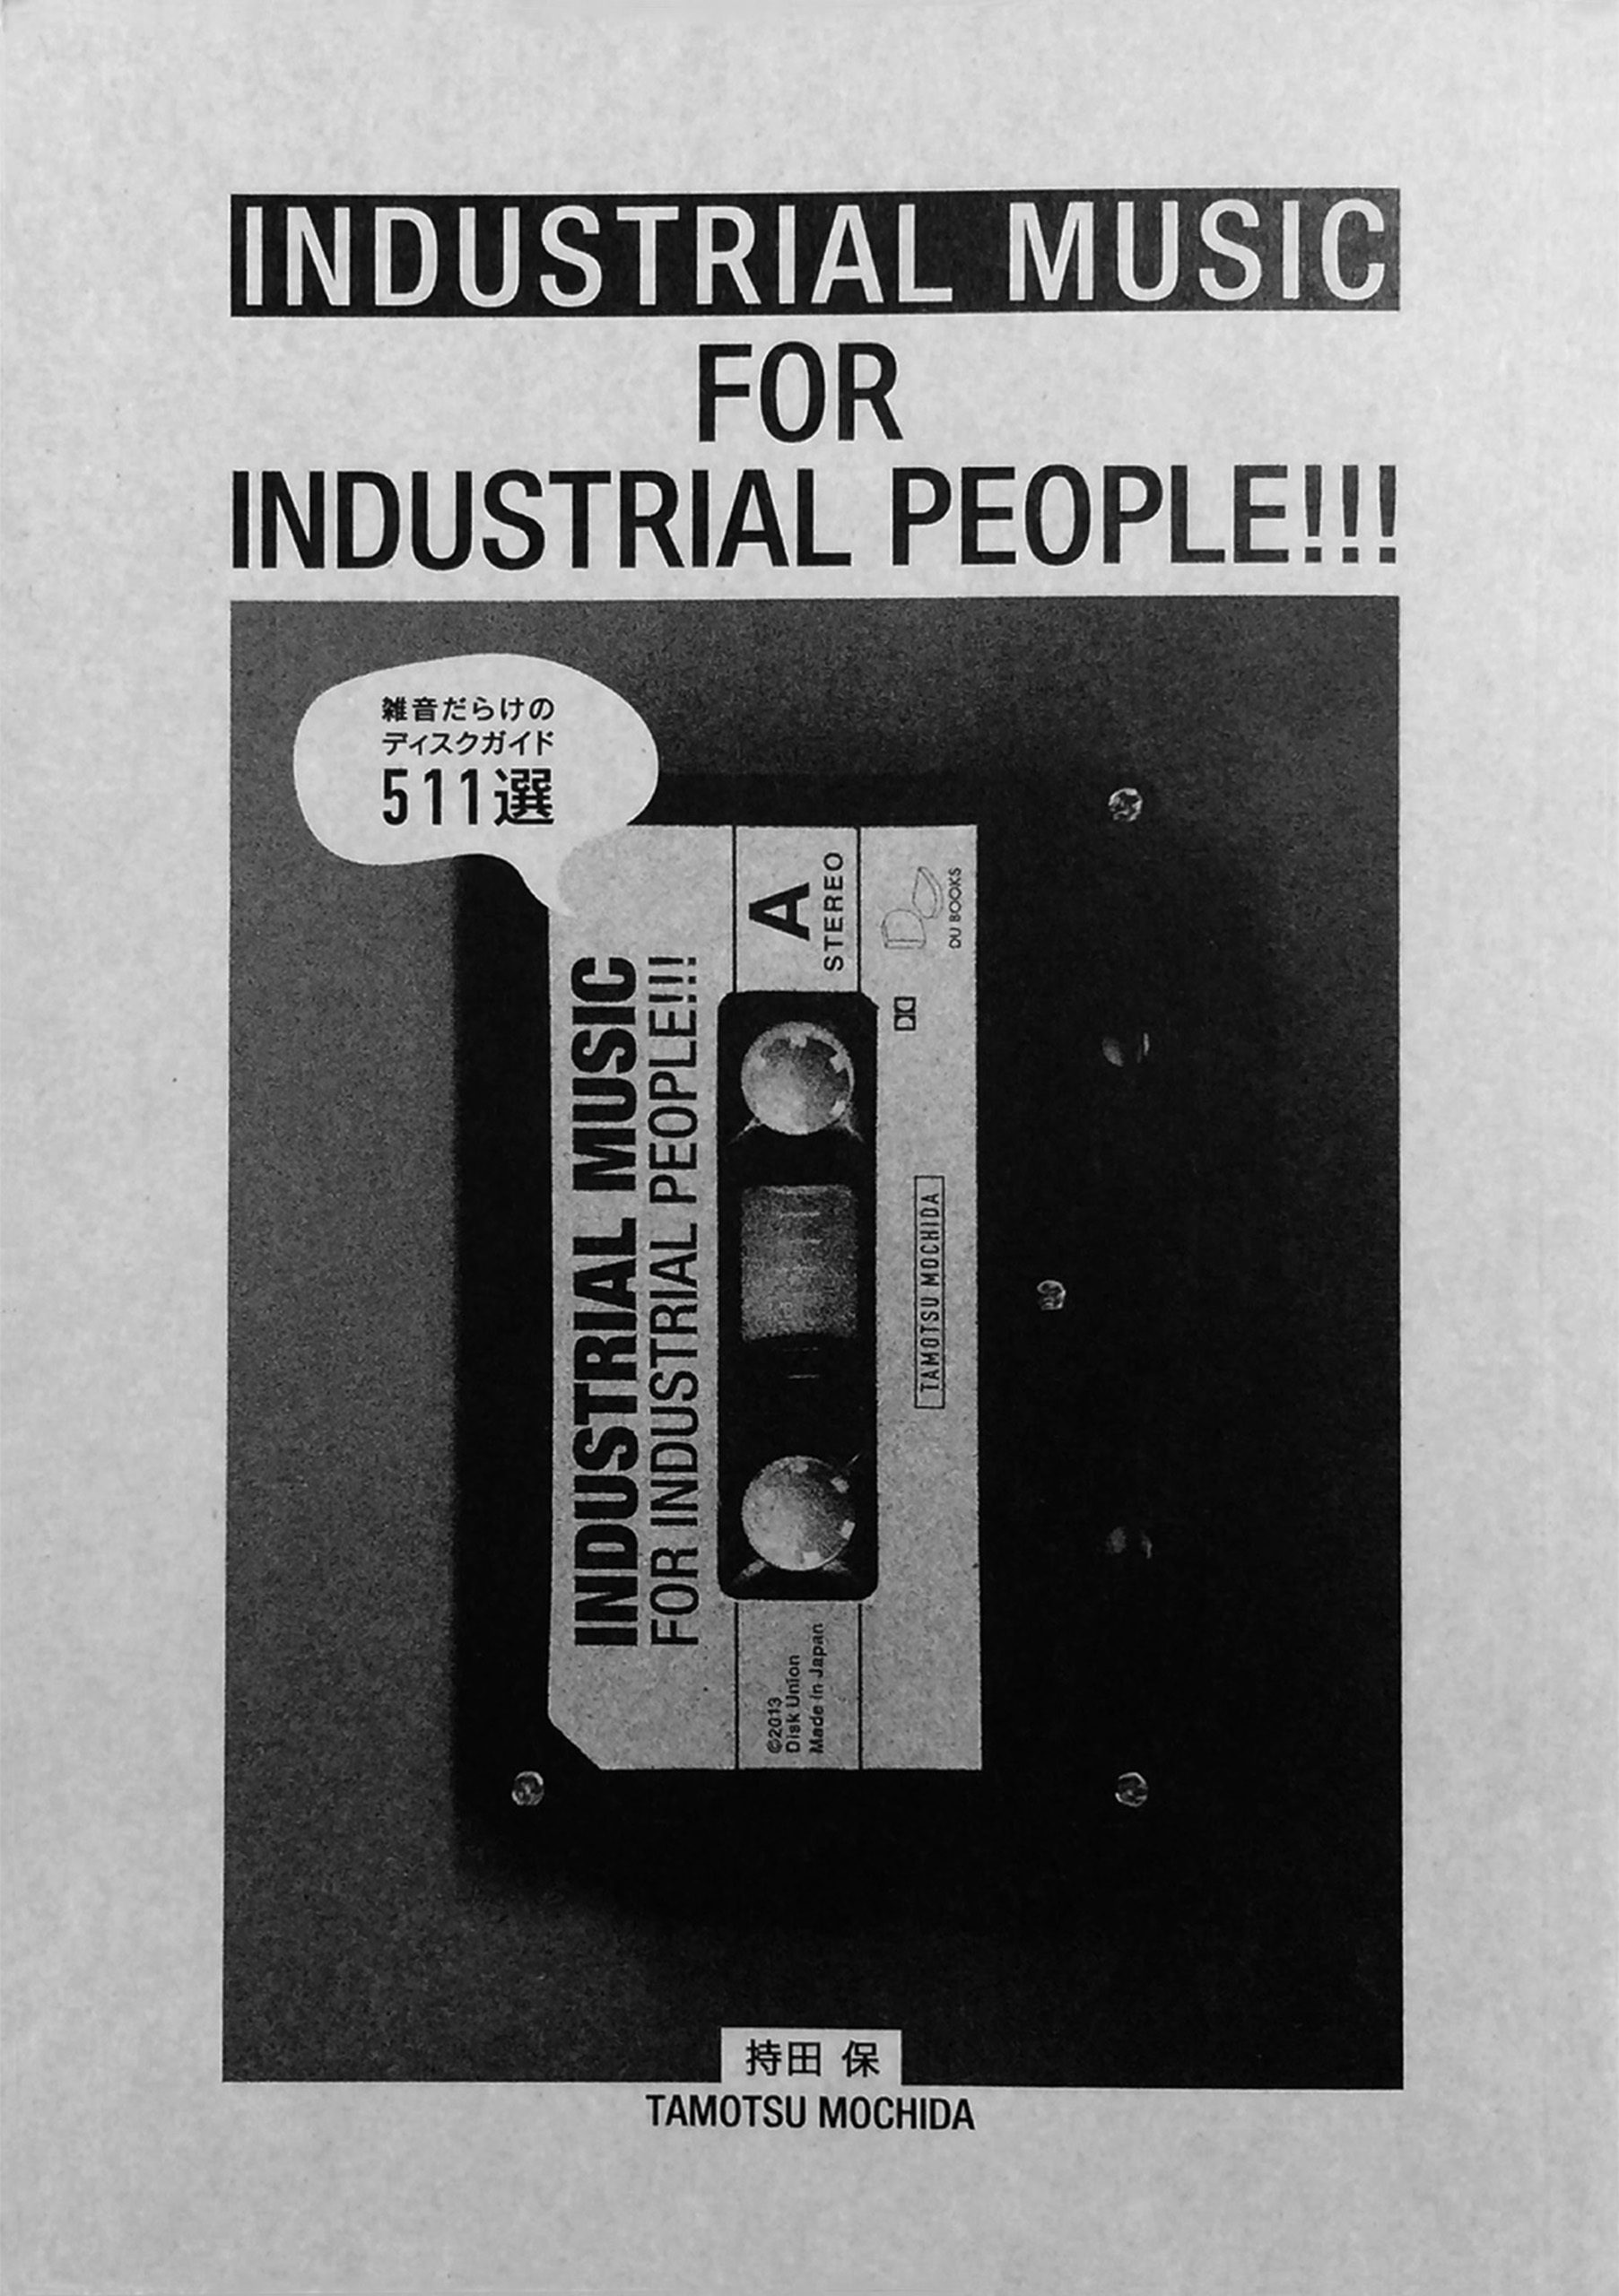 INDUSTRIAL MUSIC
FOR
INDUSTRIAL PEOPLE!!!
雑音だらけの
ディスクガイド
511選
INDUSTRIAL MUSIC
FOR INDUSTRIAL PEOPLE!!!
A
STEREO
DU BOOKS
TAMOTSU MOCHIDA
©2013
Disk Union
Made in Japan
持田 保
TAMOTSU MOCHIDA